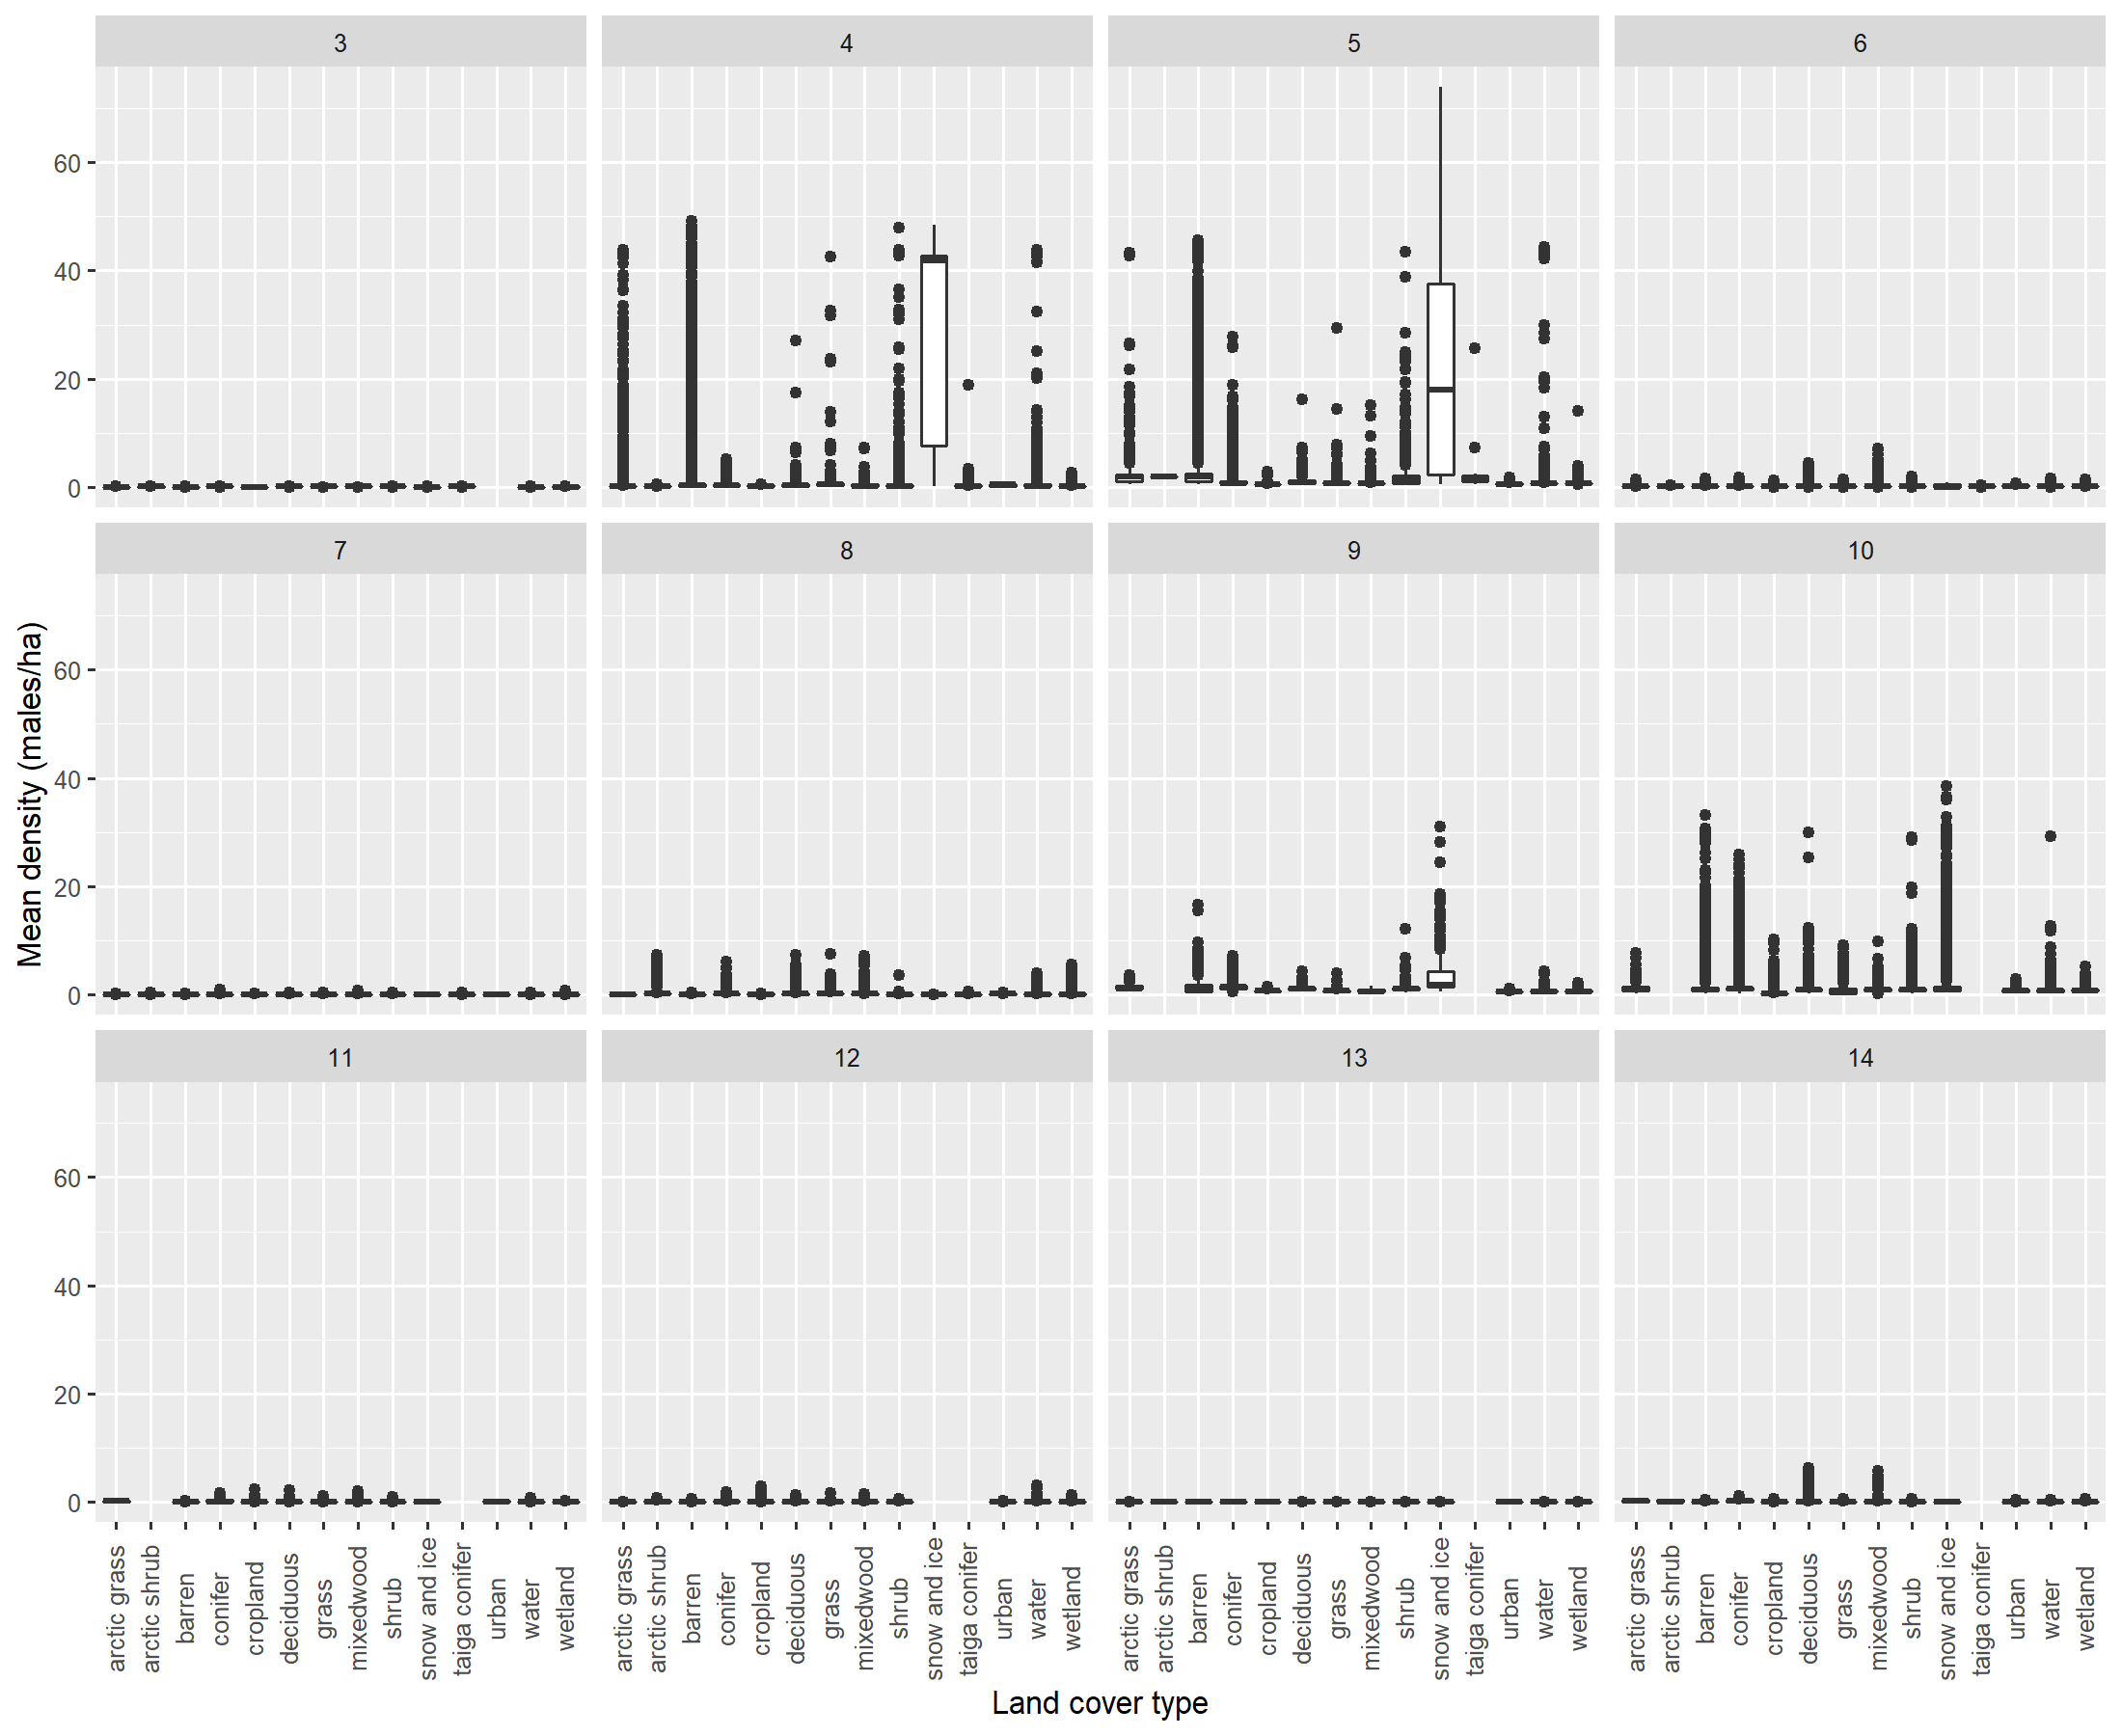 3 4 5 6
60
40
20
0
7 8 9 10
60
40
20
0
11 12 13 14
60
40
20
0
Mean density (males/ha)
arctic grass arctic shrub barren conifer cropland deciduous grass mixedwood shrub snow and ice taiga conifer urban water wetland
arctic grass arctic shrub barren conifer cropland deciduous grass mixedwood shrub snow and ice taiga conifer urban water wetland
arctic grass arctic shrub barren conifer cropland deciduous grass mixedwood shrub snow and ice taiga conifer urban water wetland
arctic grass arctic shrub barren conifer cropland deciduous grass mixedwood shrub snow and ice taiga conifer urban water wetland
Land cover type